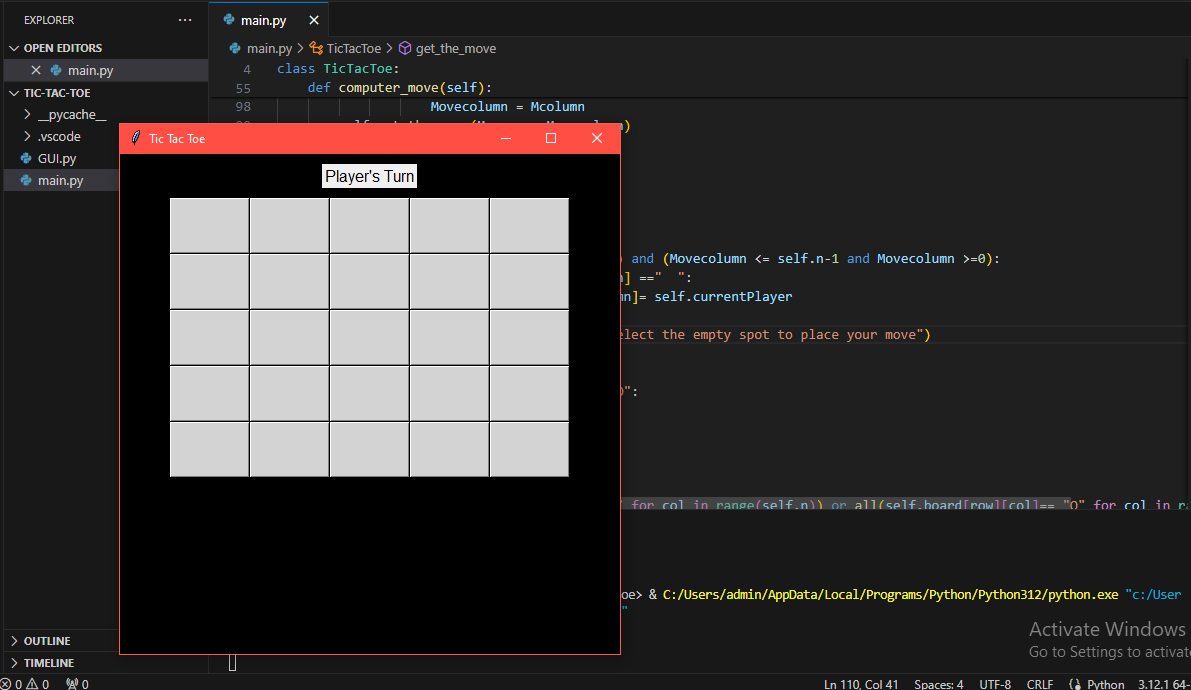 EXPLORER
···
main.py
OPEN EDITORS
main.py > TicTacToe > get_the_move
main.py
4 class TicTacToe:
55 def computer_move(self):
TIC-TAC-TOE
98 Movecolumn = Mcolumn
__pycache__
.vscode
GUI.py
main.py
Tic Tac Toe
Player's Turn
and (Movecolumn <= self.n-1 and Movecolumn >=0):
] =="  ":
]= self.currentPlayer
the empty spot to place your move")
":
for col in range(self.n)) or all(self.board[row][col]== "O" for col in
oe> & C:/Users/admin/AppData/Local/Programs/Python/Python312/python.exe "c:/User
"
Activate Windows
Go to Settings to activate
OUTLINE
TIMELINE
0 0 0 Ln 110, Col 41 Spaces: 4 UTF-8 CRLF Python 3.12.1 64-